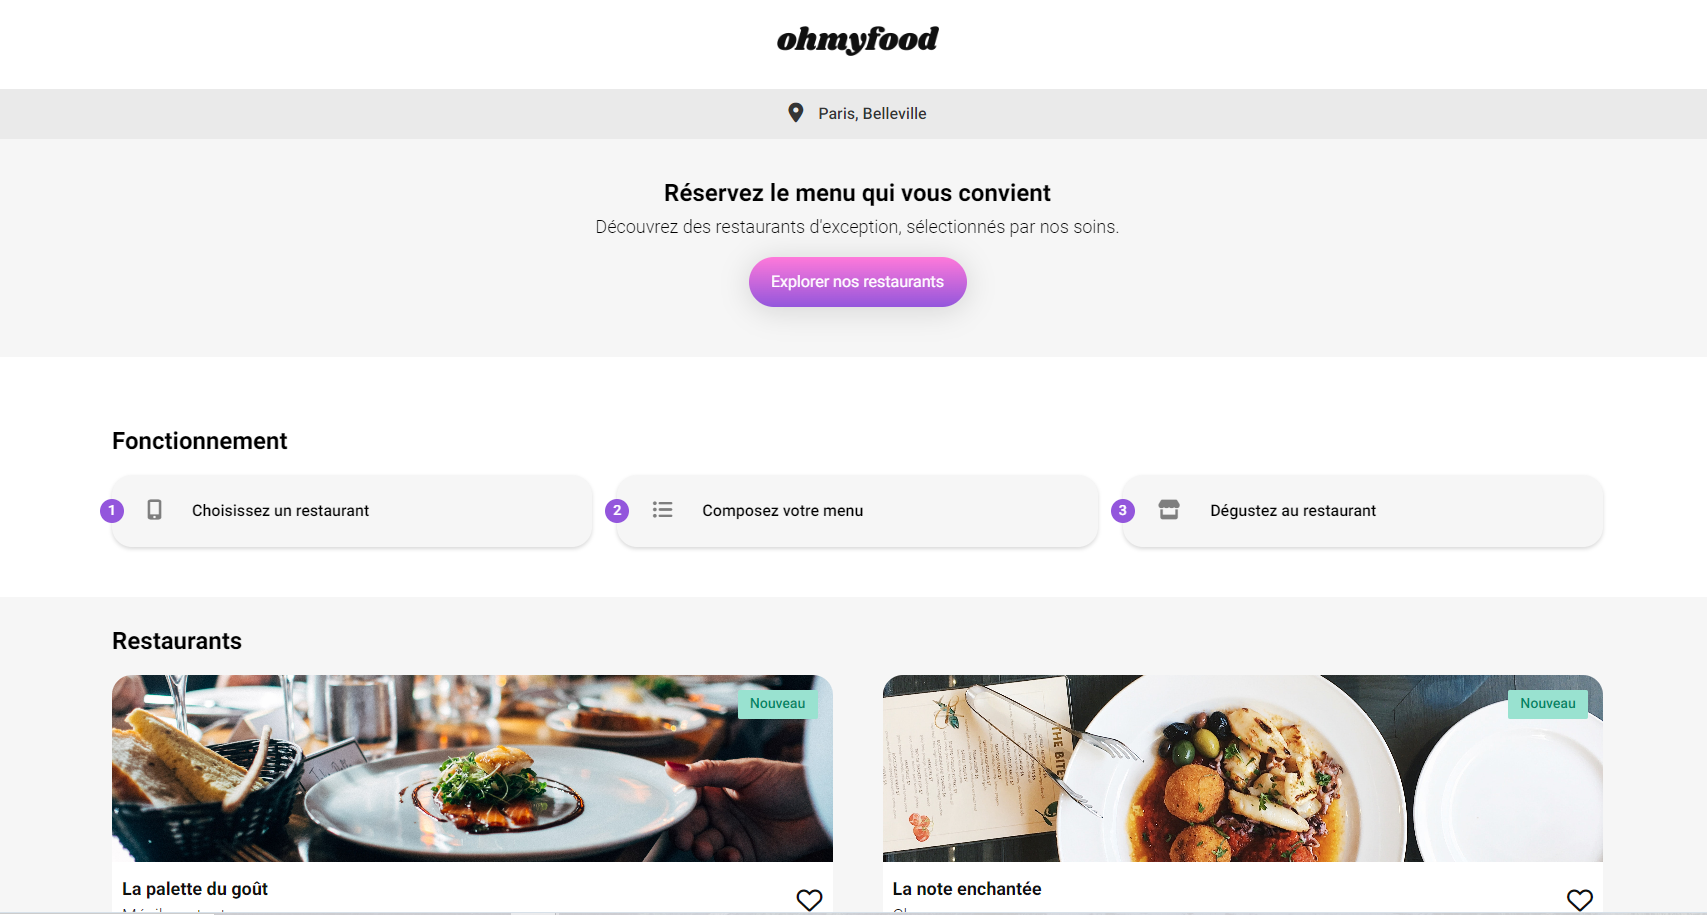 ohmyfood
Paris, Belleville
Réservez le menu qui vous convient
Découvrez des restaurants d'exception, sélectionnés par nos soins.
Explorer nos restaurants
Fonctionnement
1 Choisissez un restaurant
2 Composez votre menu
3 Dégustez au restaurant
Restaurants
Nouveau
Nouveau
THE BITE
La palette du goût
La note enchantée